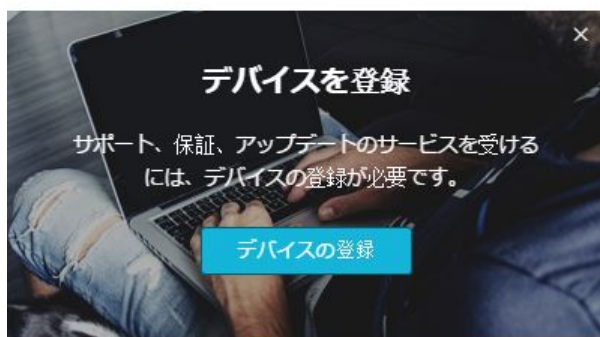 デバイスを登録
サポート、保証、アップデートのサービスを受ける
には、デバイスの登録が必要です。
デバイスの登録